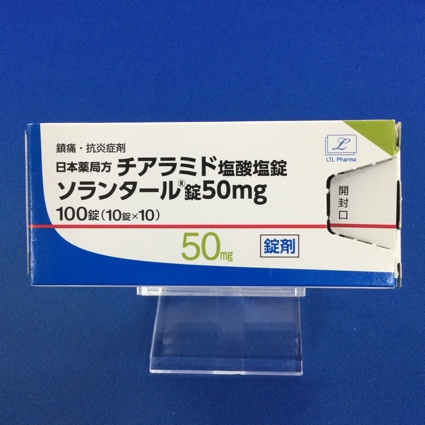 鎮痛・抗炎症剤
日本薬局方 チアラミド塩酸塩錠
ソランタール®錠50mg
100錠(10錠×10)
50mg
錠剤
LTL Pharma
開封口